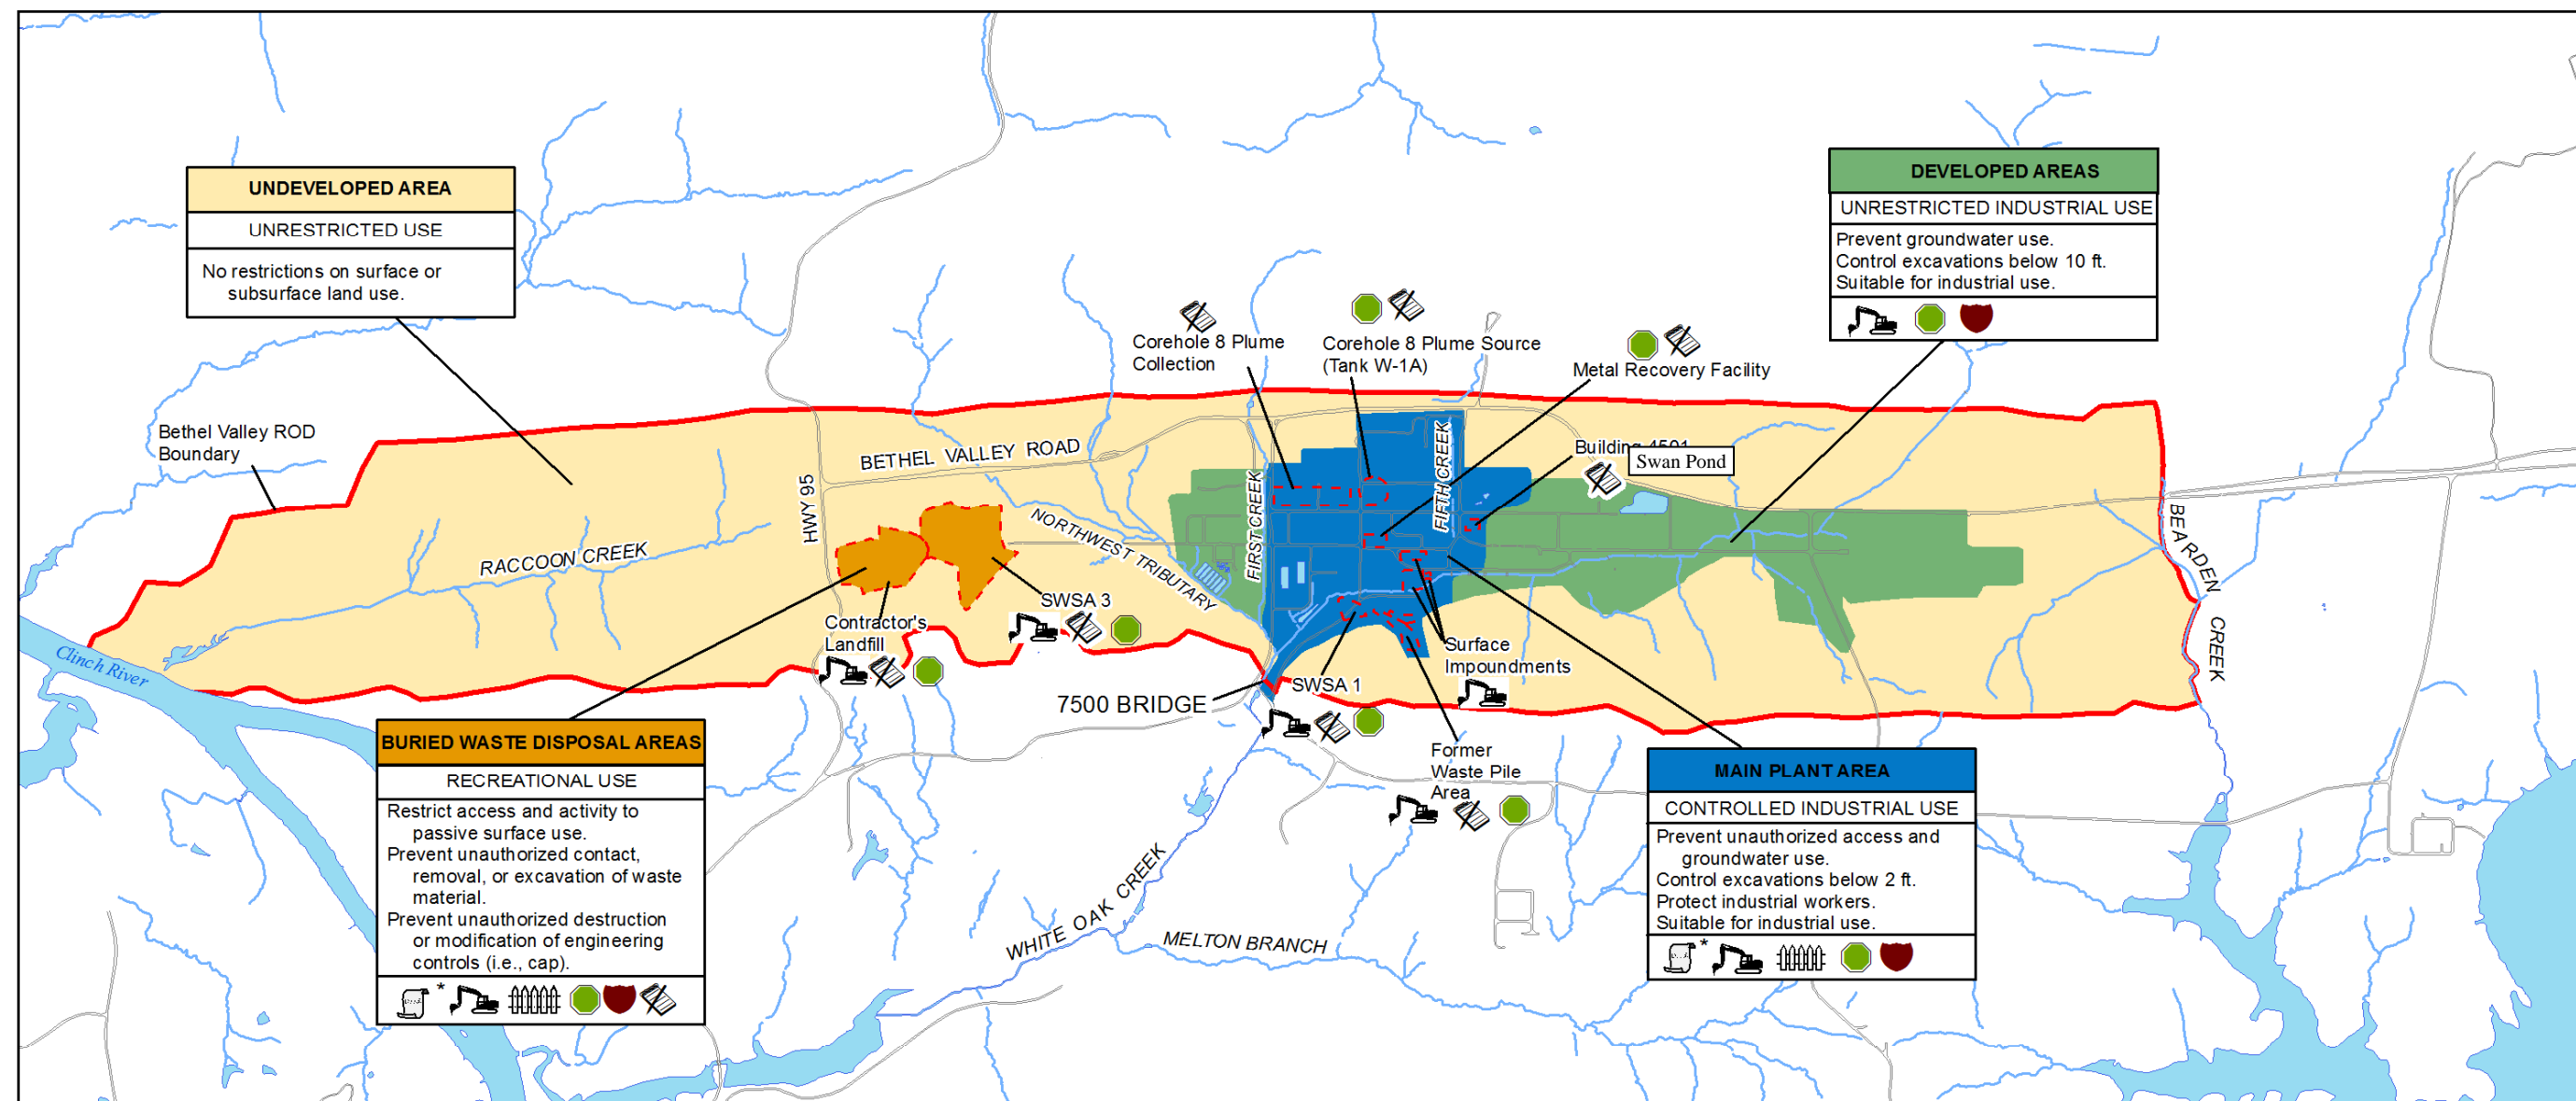 UNDEVELOPED AREA
UNRESTRICTED USE
No restrictions on surface or
subsurface land use.
DEVELOPED AREAS
UNRESTRICTED INDUSTRIAL USE
Prevent groundwater use.
Control excavations below 10 ft.
Suitable for industrial use.
Corehole 8 Plume
Collection
Corehole 8 Plume Source
(Tank W-1A)
Metal Recovery Facility
Bethel Valley ROD
Boundary
BETHEL VALLEY ROAD
HWY 95
FIRST CREEK
FIFTH CREEK
Swan Pond
RACCOON CREEK
NORTHWEST TRIBUTARY
BEARDEN CREEK
SWSA 3
Contractor's
Landfill
Clinch River
Surface
Impoundments
SWSA 1
7500 BRIDGE
Former
Waste Pile
Area
BURIED WASTE DISPOSAL AREAS
RECREATIONAL USE
Restrict access and activity to
passive surface use.
Prevent unauthorized contact,
removal, or excavation of waste
material.
Prevent unauthorized destruction
or modification of engineering
controls (i.e., cap).
*
MAIN PLANT AREA
CONTROLLED INDUSTRIAL USE
Prevent unauthorized access and
groundwater use.
Control excavations below 2 ft.
Protect industrial workers.
Suitable for industrial use.
*
WHITE OAK CREEK
MELTON BRANCH